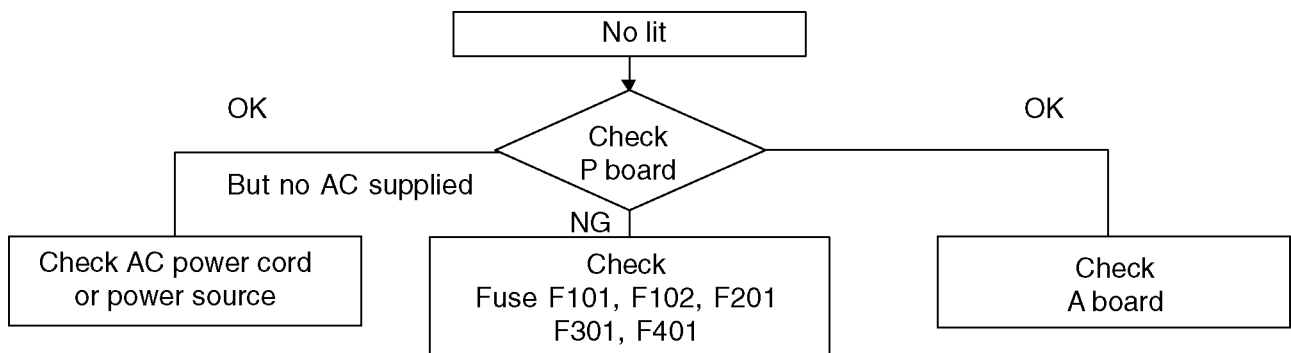 No lit
OK
OK
Check
P board
But no AC supplied
NG
Check AC power cord
or power source
Check
Fuse F101, F102, F201
F301, F401
Check
A board